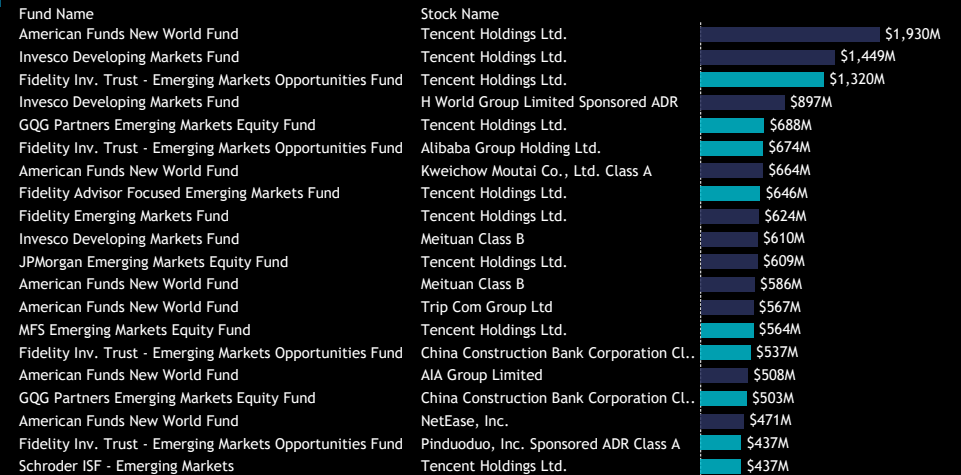 Fund Name Stock Name
American Funds New World Fund Tencent Holdings Ltd. $1,930M
Invesco Developing Markets Fund Tencent Holdings Ltd. $1,449M
Fidelity Inv. Trust - Emerging Markets Opportunities Fund Tencent Holdings Ltd. $1,320M
Invesco Developing Markets Fund H World Group Limited Sponsored ADR $897M
GQG Partners Emerging Markets Equity Fund Tencent Holdings Ltd. $688M
Fidelity Inv. Trust - Emerging Markets Opportunities Fund Alibaba Group Holding Ltd. $674M
American Funds New World Fund Kweichow Moutai Co., Ltd. Class A $664M
Fidelity Advisor Focused Emerging Markets Fund Tencent Holdings Ltd. $646M
Fidelity Emerging Markets Fund Tencent Holdings Ltd. $624M
Invesco Developing Markets Fund Meituan Class B $610M
JPMorgan Emerging Markets Equity Fund Tencent Holdings Ltd. $609M
American Funds New World Fund Meituan Class B $586M
American Funds New World Fund Trip Com Group Ltd $567M
MFS Emerging Markets Equity Fund Tencent Holdings Ltd. $564M
Fidelity Inv. Trust - Emerging Markets Opportunities Fund China Construction Bank Corporation Cl.. $537M
American Funds New World Fund AIA Group Limited $508M
GQG Partners Emerging Markets Equity Fund China Construction Bank Corporation Cl.. $503M
American Funds New World Fund NetEase, Inc. $471M
Fidelity Inv. Trust - Emerging Markets Opportunities Fund Pinduoduo, Inc. Sponsored ADR Class A $437M
Schroder ISF - Emerging Markets Tencent Holdings Ltd. $437M